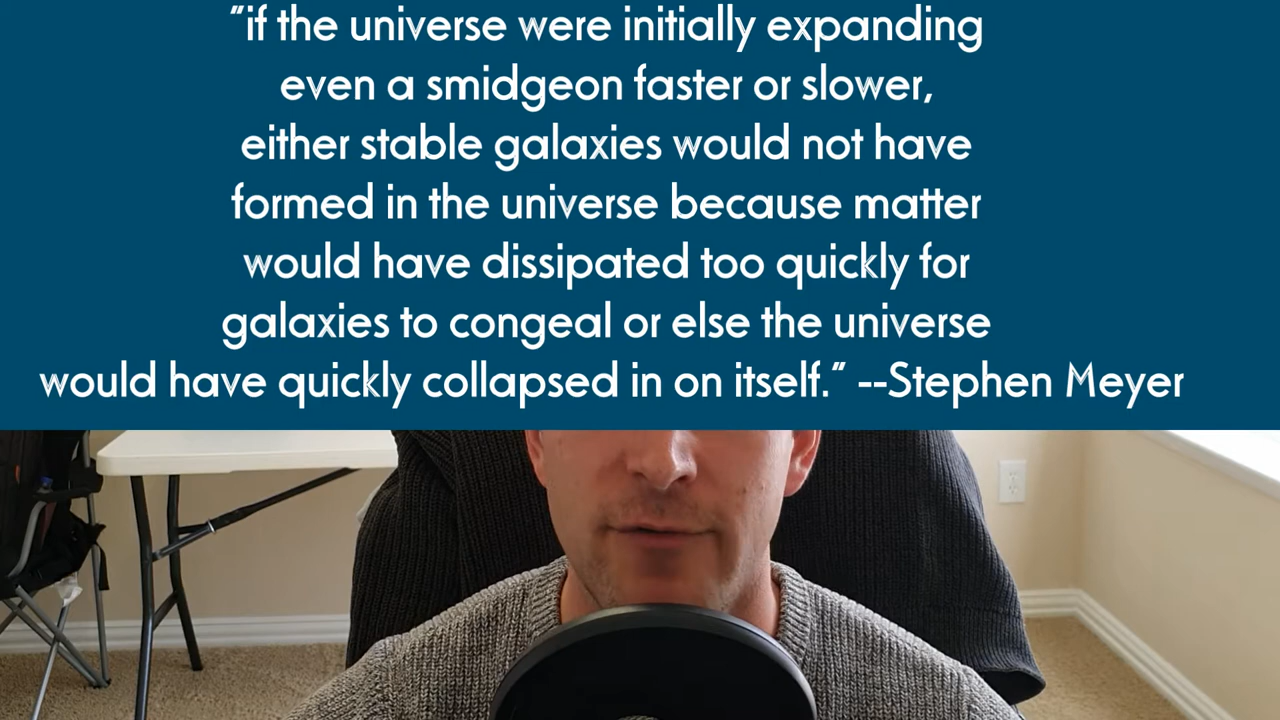 "if the universe were initially expanding
even a smidgeon faster or slower,
either stable galaxies would not have
formed in the universe because matter
would have dissipated too quickly for
galaxies to congeal or else the universe
would have quickly collapsed in on itself." --Stephen Meyer